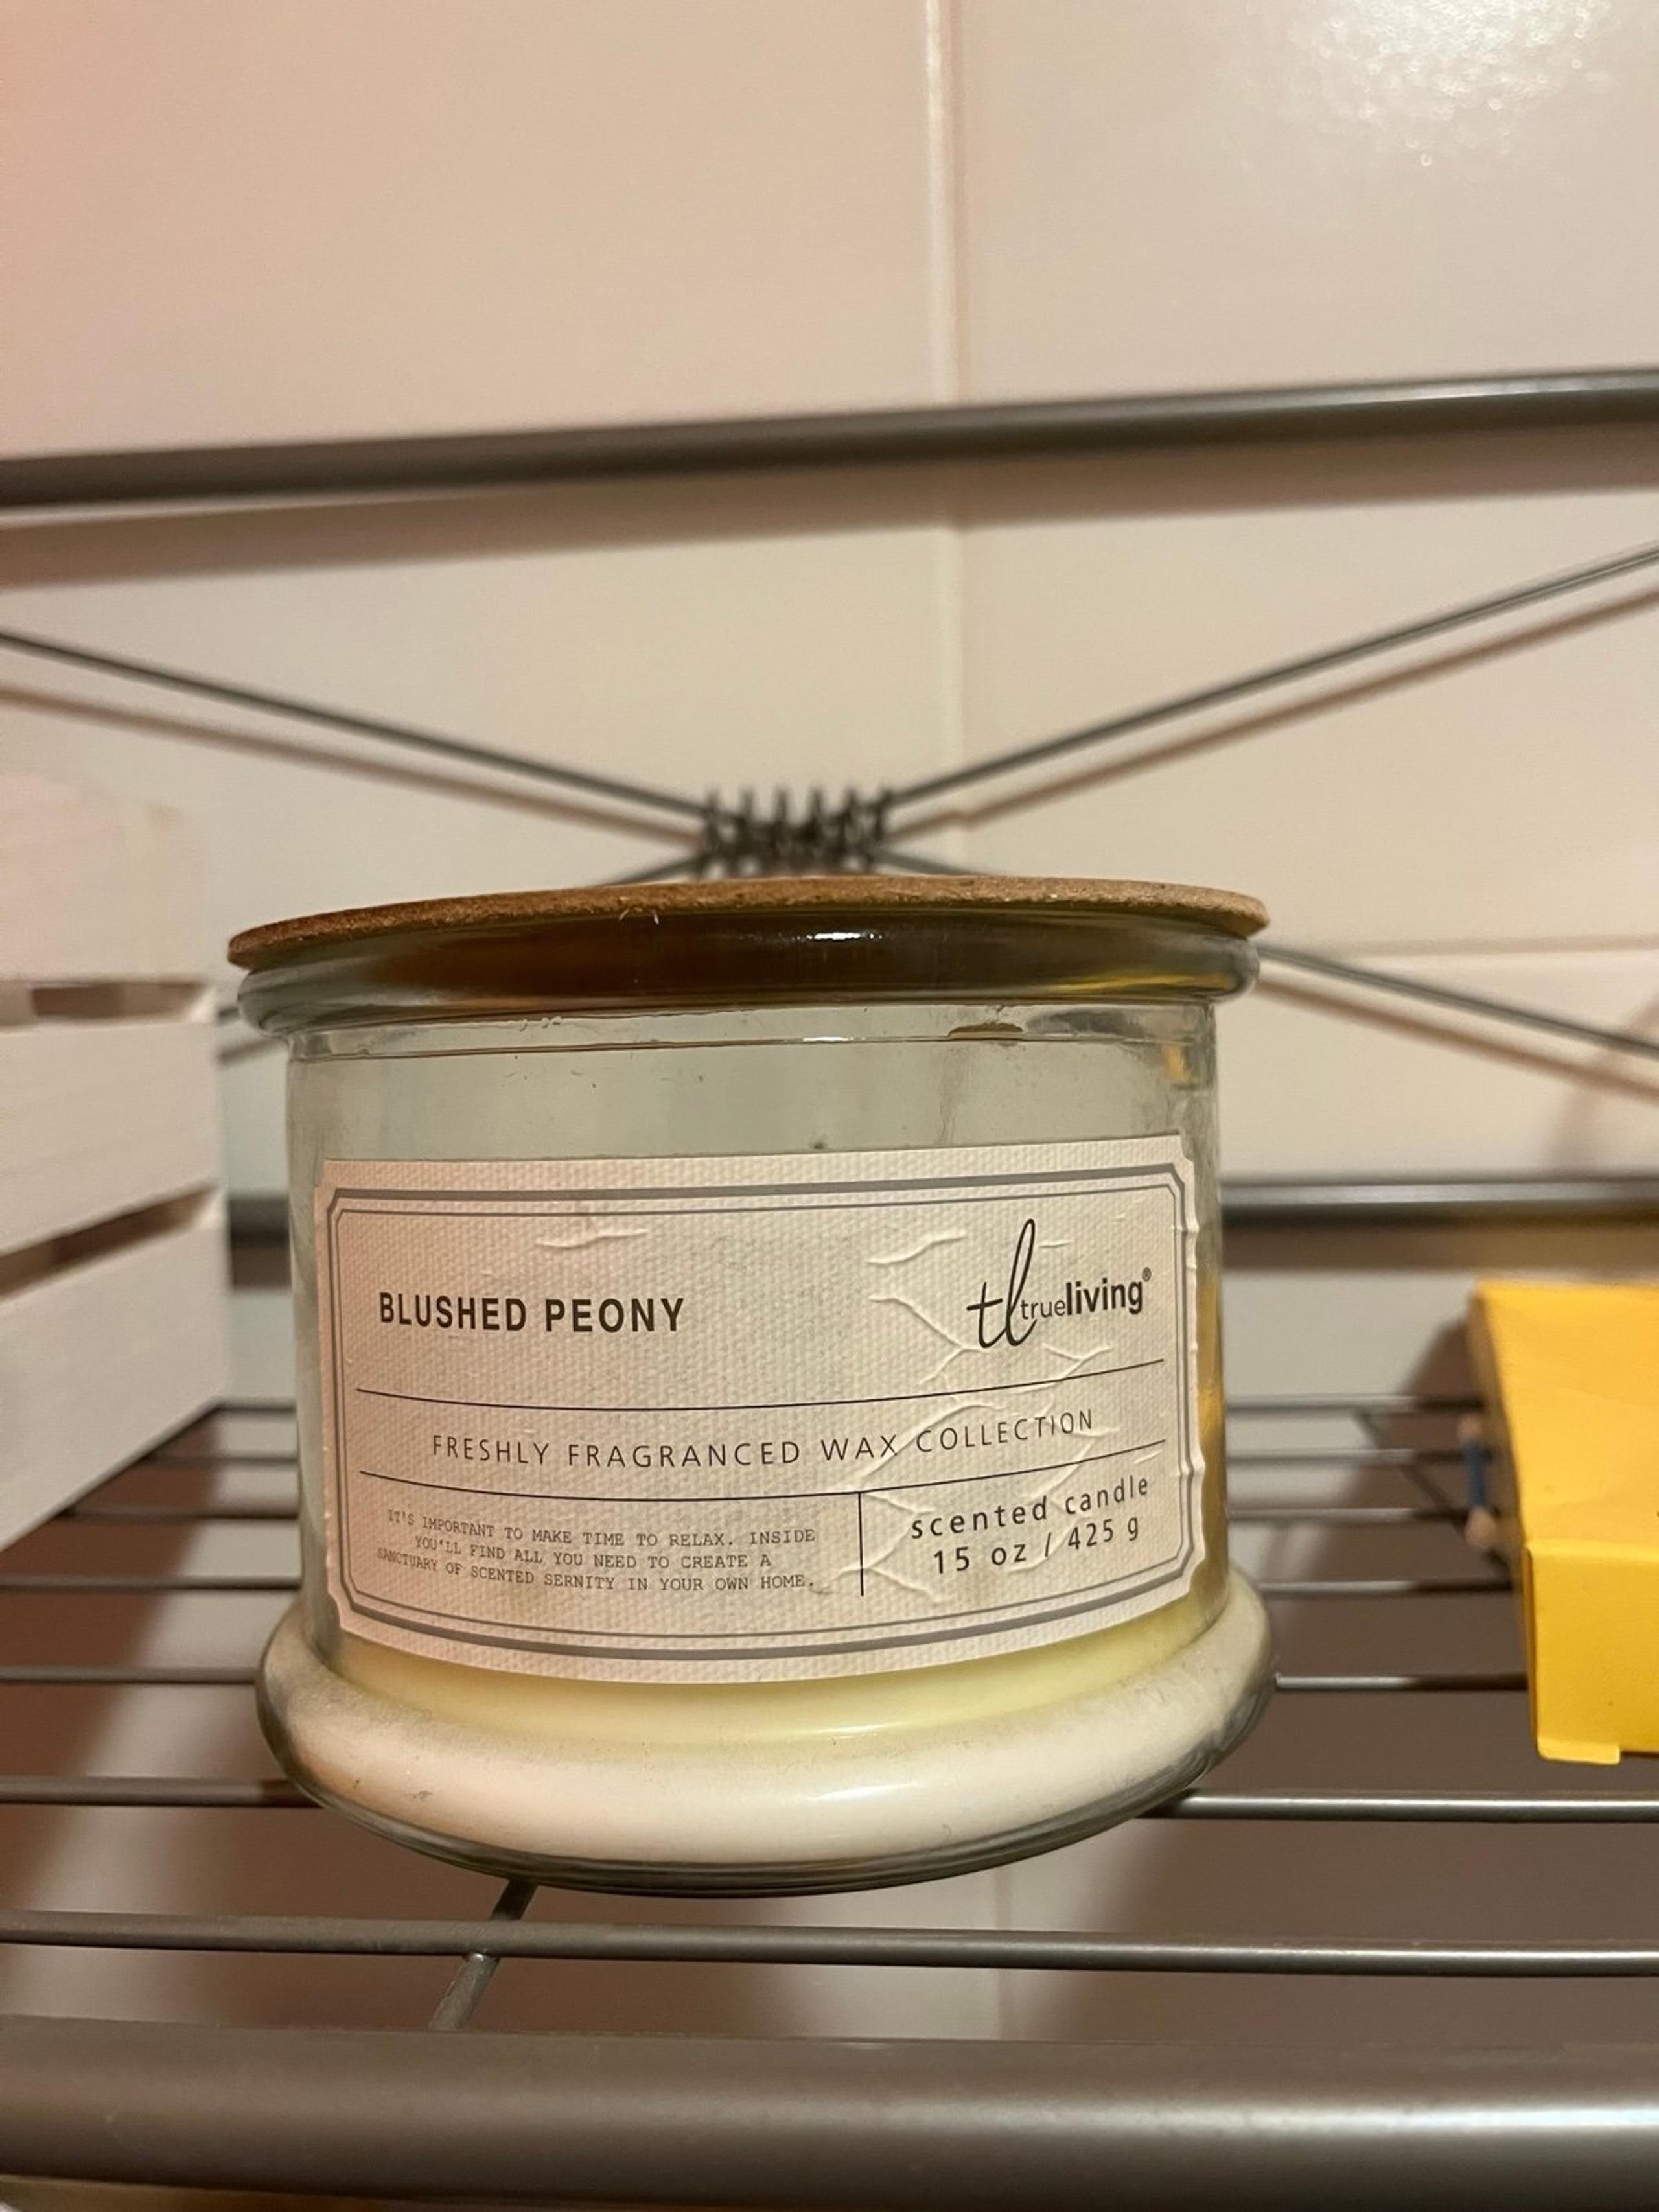 BLUSHED PEONY
tl trueliving®
FRESHLY FRAGRANCED WAX COLLECTION
IT'S IMPORTANT TO MAKE TIME TO RELAX. INSIDE
YOU'LL FIND ALL YOU NEED TO CREATE A
SANCTUARY OF SCENTED SERNITY IN YOUR OWN HOME.
scented candle
15 oz / 425 g